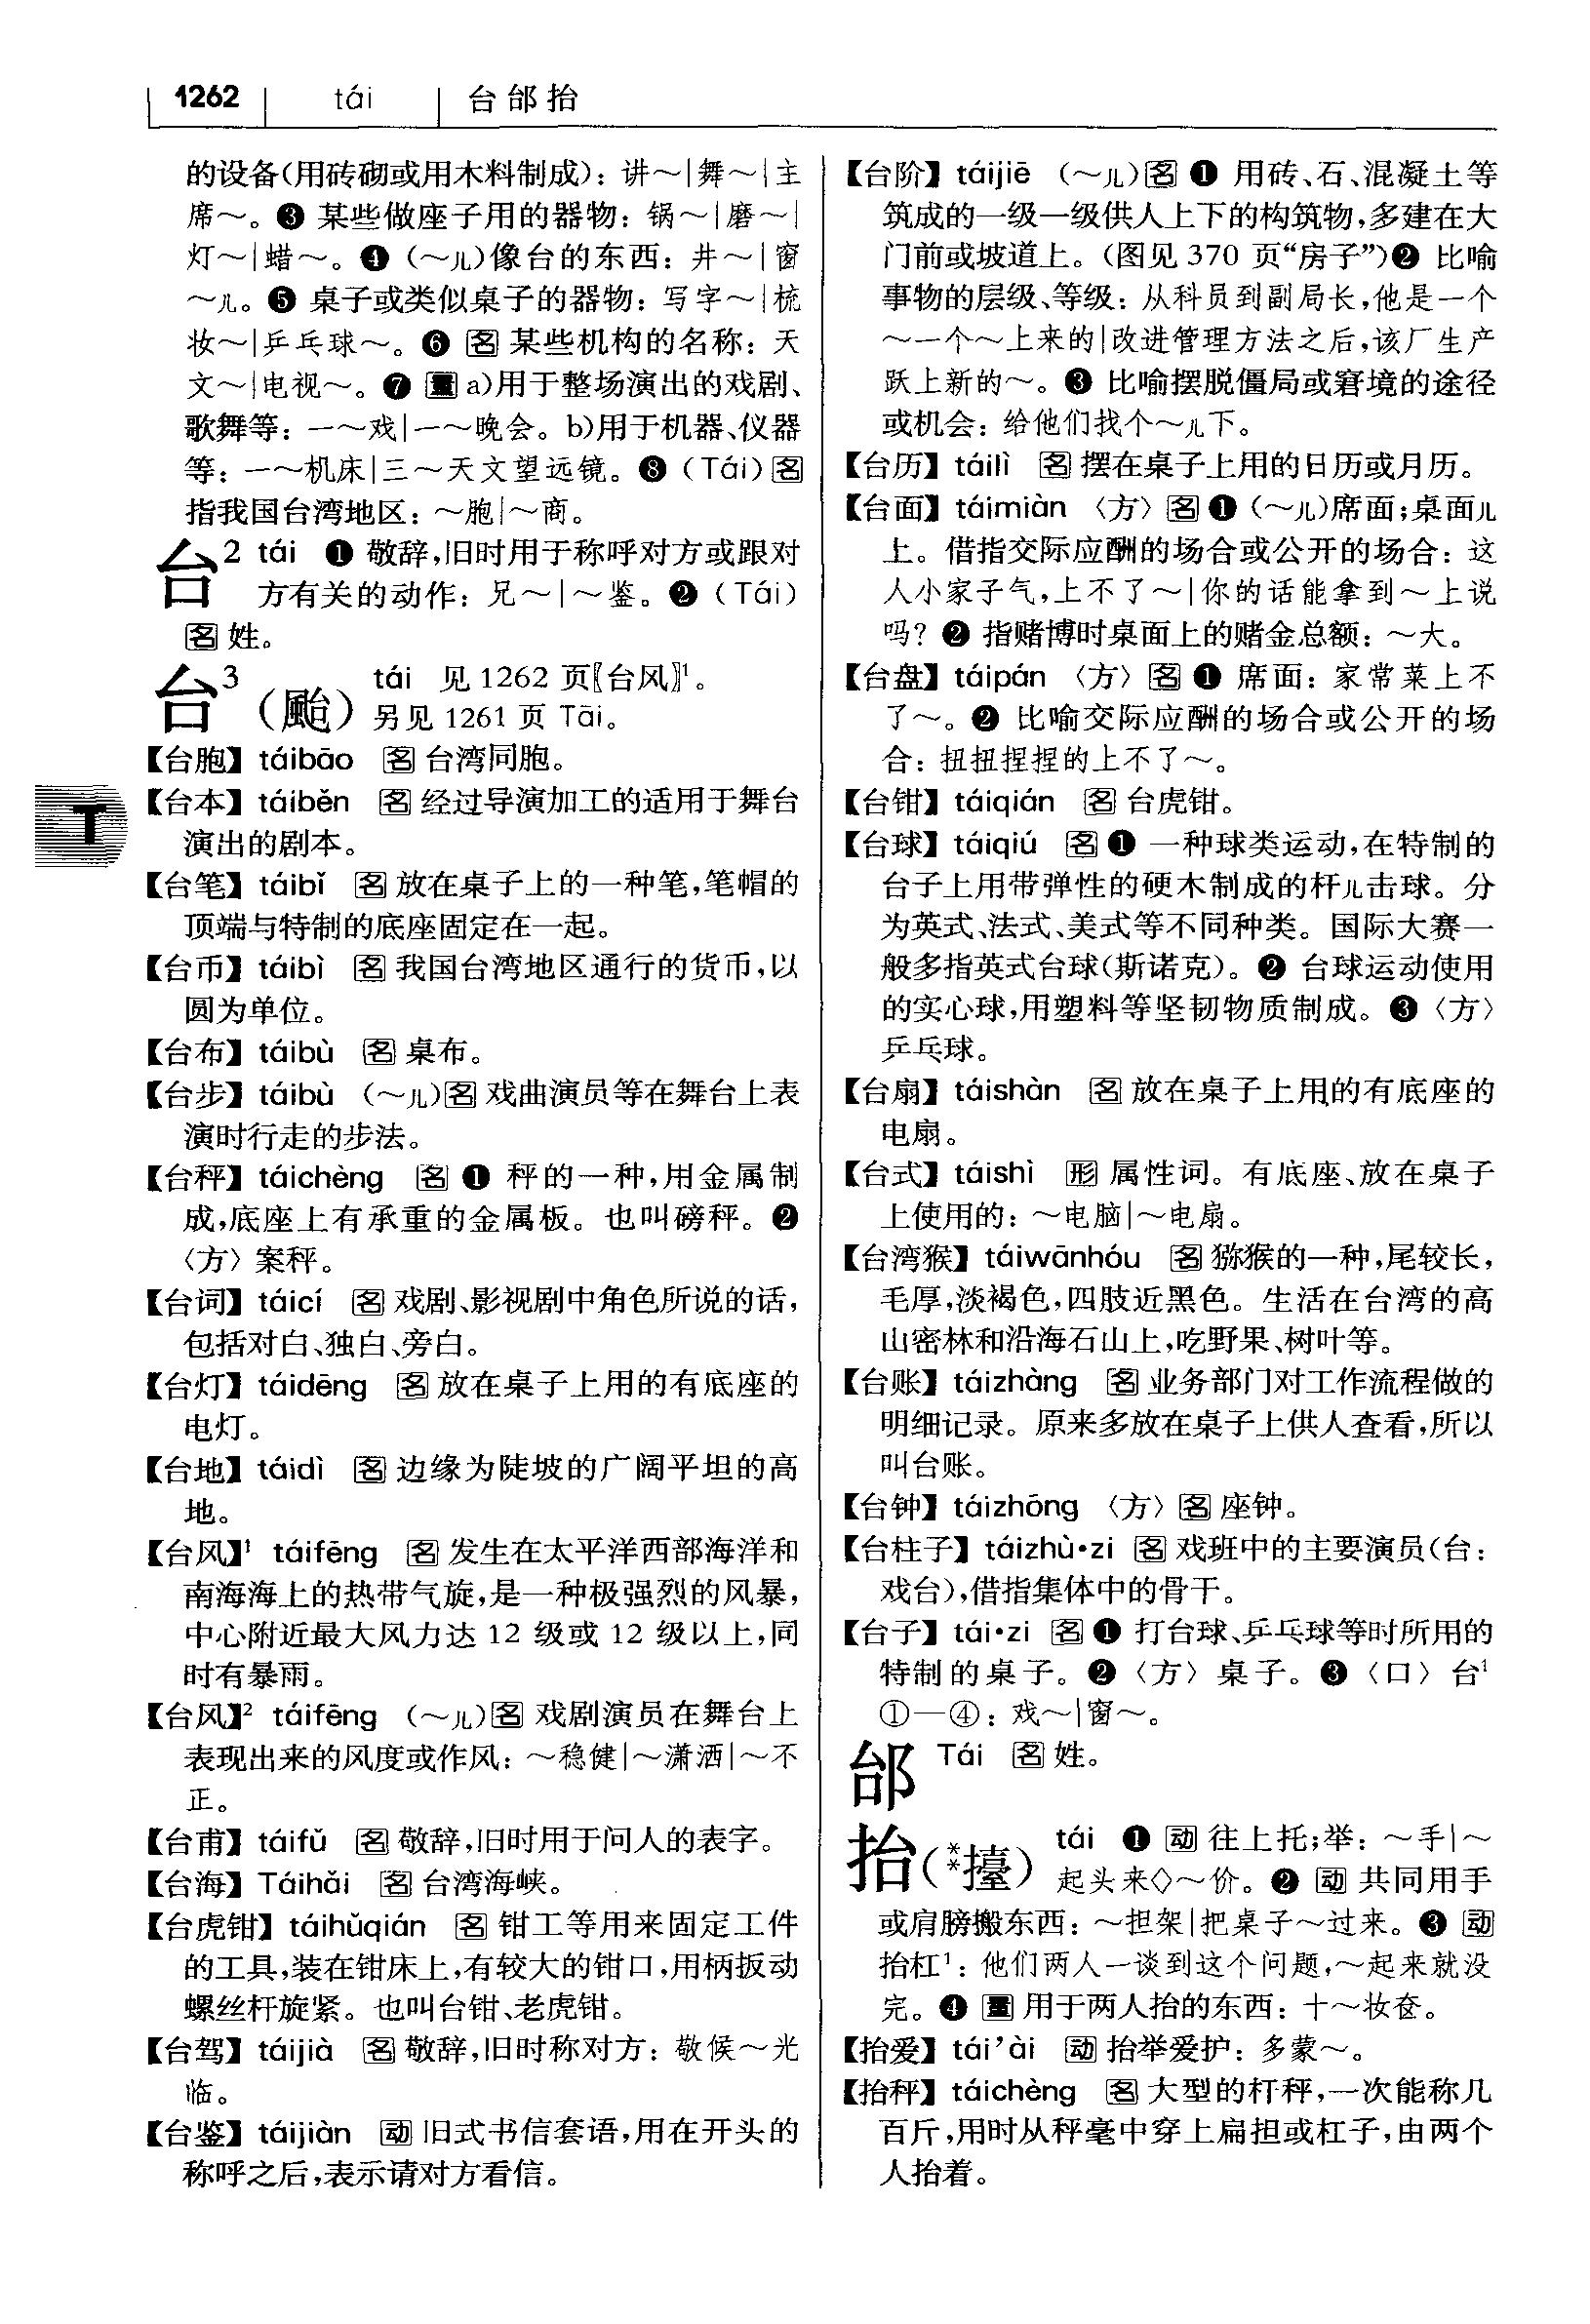 1262 tái 台邰抬
的设备(用砖砌或用木料制成)：讲～|舞～|主
席～。❸ 某些做座子用的器物：锅～|磨～|
灯～|蜡～。❹ (～儿)像台的东西：井～|窗
～儿。❺ 桌子或类似桌子的器物：写字～|梳
妆～|乒乓球～。❻ 名 某些机构的名称：天
文～|电视～。❼ 量 a)用于整场演出的戏剧、
歌舞等：一～戏|一～晚会。b)用于机器、仪器
等：一～机床|三～天文望远镜。❽ (Tái) 名
指我国台湾地区：～胞|～商。
台2 tái ❶ 敬辞,旧时用于称呼对方或跟对
方有关的动作：兄～|～鉴。❷ (Tái)
名 姓。
台3 (颱) tái 见 1262 页〖台风〗1。
另见 1261 页 Tāi。
【台胞】 táibāo 名 台湾同胞。
【台本】 táiběn 名 经过导演加工的适用于舞台
演出的剧本。
【台笔】 táibǐ 名 放在桌子上的一种笔,笔帽的
顶端与特制的底座固定在一起。
【台币】 táibì 名 我国台湾地区通行的货币,以
圆为单位。
【台布】 táibù 名 桌布。
【台步】 táibù (～儿)名 戏曲演员等在舞台上表
演时行走的步法。
【台秤】 táichèng 名 ❶ 秤的一种,用金属制
成,底座上有承重的金属板。也叫磅秤。❷
〈方〉案秤。
【台词】 táicí 名 戏剧、影视剧中角色所说的话,
包括对白、独白、旁白。
【台灯】 táidēng 名 放在桌子上用的有底座的
电灯。
【台地】 táidì 名 边缘为陡坡的广阔平坦的高
地。
【台风】1 táifēng 名 发生在太平洋西部海洋和
南海海上的热带气旋,是一种极强烈的风暴,
中心附近最大风力达 12 级或 12 级以上,同
时有暴雨。
【台风】2 táifēng (～儿)名 戏剧演员在舞台上
表现出来的风度或作风：～稳健|～潇洒|～不
正。
【台甫】 táifǔ 名 敬辞,旧时用于问人的表字。
【台海】 Táihǎi 名 台湾海峡。
【台虎钳】 táihǔqián 名 钳工等用来固定工件
的工具,装在钳床上,有较大的钳口,用柄扳动
螺丝杆旋紧。也叫台钳、老虎钳。
【台驾】 táijià 名 敬辞,旧时称对方：敬候～光
临。
【台鉴】 táijiàn 动 旧式书信套语,用在开头的
称呼之后,表示请对方看信。
【台阶】 táijiē (～儿)名 ❶ 用砖、石、混凝土等
筑成的一级一级供人上下的构筑物,多建在大
门前或坡道上。(图见 370 页“房子”)❷ 比喻
事物的层级、等级：从科员到副局长,他是一个
～一个～上来的|改进管理方法之后,该厂生产
跃上新的～。❸ 比喻摆脱僵局或窘境的途径
或机会：给他们找个～儿下。
【台历】 táilì 名 摆在桌子上用的日历或月历。
【台面】 táimiàn 〈方〉名 ❶ (～儿)席面;桌面儿
上。借指交际应酬的场合或公开的场合：这
人小家子气,上不了～|你的话能拿到～上说
吗? ❷ 指赌博时桌面上的赌金总额：～大。
【台盘】 táipán 〈方〉名 ❶ 席面：家常菜上不
了～。❷ 比喻交际应酬的场合或公开的场
合：扭扭捏捏的上不了～。
【台钳】 táiqián 名 台虎钳。
【台球】 táiqiú 名 ❶ 一种球类运动,在特制的
台子上用带弹性的硬木制成的杆儿击球。分
为英式、法式、美式等不同种类。国际大赛一
般多指英式台球(斯诺克)。❷ 台球运动使用
的实心球,用塑料等坚韧物质制成。❸〈方〉
乒乓球。
【台扇】 táishàn 名 放在桌子上用的有底座的
电扇。
【台式】 táishì 形 属性词。有底座、放在桌子
上使用的：～电脑|～电扇。
【台湾猴】 táiwānhóu 名 猕猴的一种,尾较长,
毛厚,淡褐色,四肢近黑色。生活在台湾的高
山密林和沿海石山上,吃野果、树叶等。
【台账】 táizhàng 名 业务部门对工作流程做的
明细记录。原来多放在桌子上供人查看,所以
叫台账。
【台钟】 táizhōng 〈方〉名 座钟。
【台柱子】 táizhù·zi 名 戏班中的主要演员(台：
戏台),借指集体中的骨干。
【台子】 tái·zi 名 ❶ 打台球、乒乓球等时所用的
特制的桌子。❷〈方〉桌子。❸〈口〉台1
①—④：戏～|窗～。
邰 Tái 名 姓。
抬(**擡) tái ❶ 动 往上托;举：～手|～
起头来◇～价。❷ 动 共同用手
或肩膀搬东西：～担架|把桌子～过来。❸ 动
抬杠1：他们两人一谈到这个问题,～起来就没
完。❹ 量 用于两人抬的东西：十～妆奁。
【抬爱】 tái’ài 动 抬举爱护：多蒙～。
【抬秤】 táichèng 名 大型的杆秤,一次能称几
百斤,用时从秤毫中穿上扁担或杠子,由两个
人抬着。
T